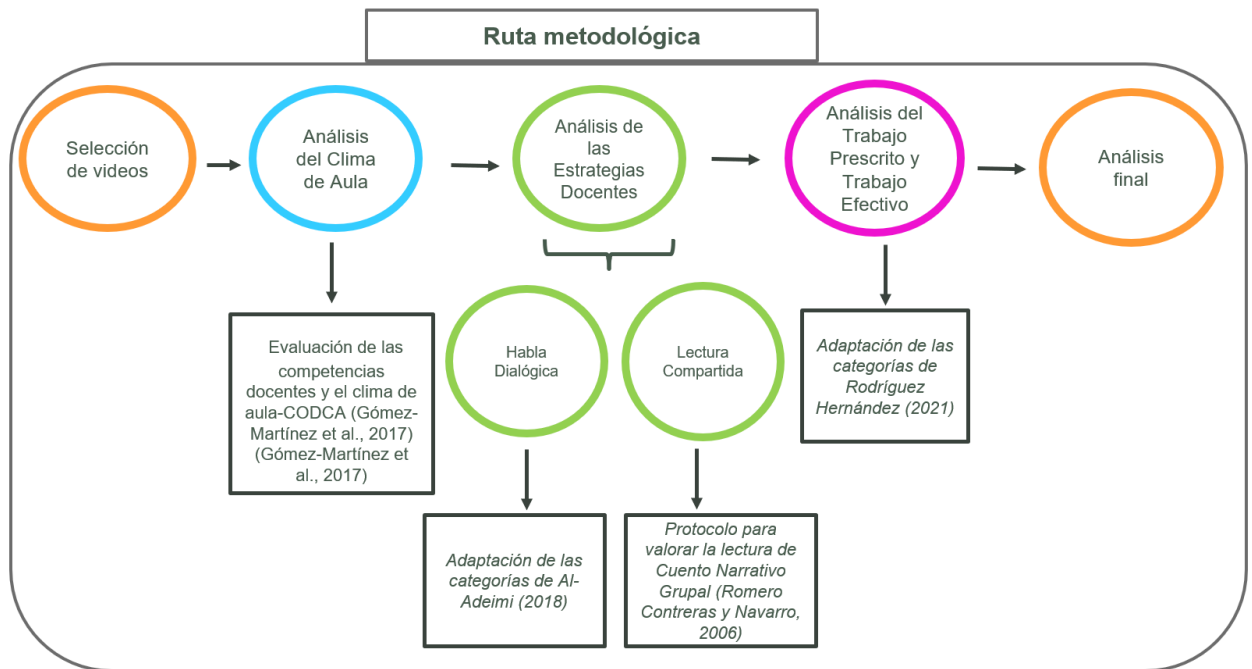 Ruta metodológica
Selección
de videos
Análisis
del Clima
de Aula
Análisis de
las
Estrategias
Docentes
Análisis del
Trabajo
Prescrito y
Trabajo
Efectivo
Análisis
final
Evaluación de las
competencias
docentes y el clima de
aula-CODCA (Gómez-
Martínez et al., 2017)
(Gómez-Martínez et
al., 2017)
Habla
Dialógica
Lectura
Compartida
Adaptación de las
categorías de
Rodríguez
Hernández (2021)
Adaptación de las
categorías de Al-
Adeimi (2018)
Protocolo para
valorar la lectura de
Cuento Narrativo
Grupal (Romero
Contreras y Navarro,
2006)